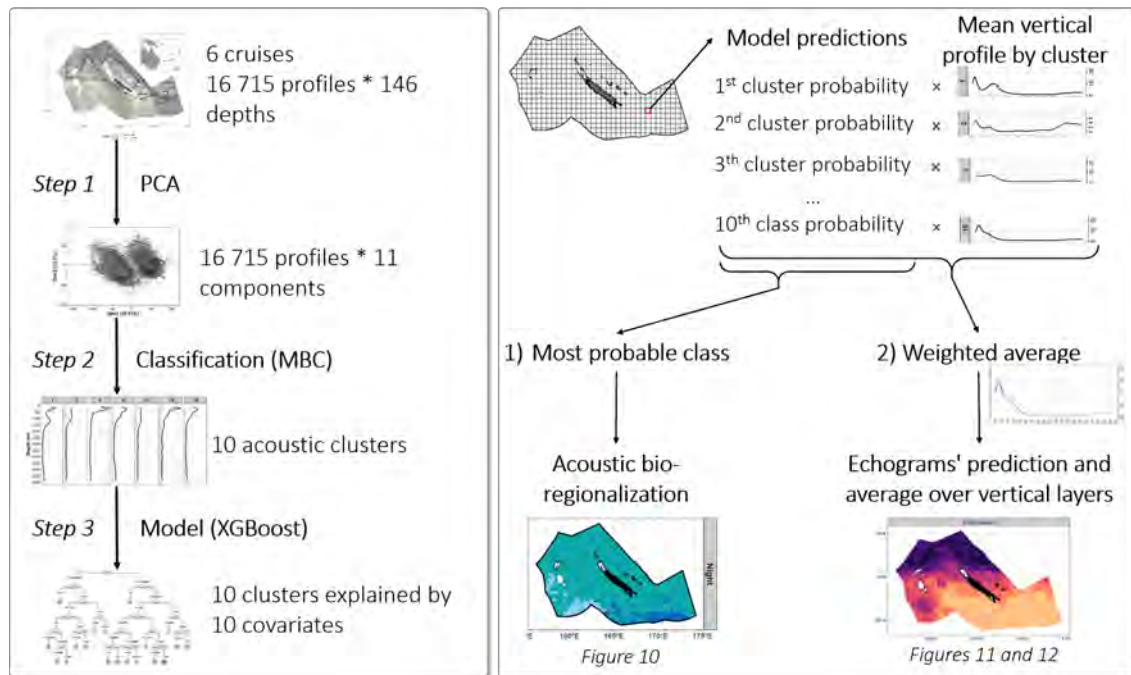 6 cruises
16 715 profiles * 146
depths
Step 1 PCA
16 715 profiles * 11
components
Step 2 Classification (MBC)
10 acoustic clusters
Step 3 Model (XGBoost)
10 clusters explained by
10 covariates
Model predictions
Mean vertical
profile by cluster
1st cluster probability ×
2nd cluster probability ×
3th cluster probability ×
...
10th class probability ×
1) Most probable class
2) Weighted average
Acoustic bio-
regionalization
Echograms' prediction and
average over vertical layers
Night
165°E 170°E 175°E
Figure 10
Figures 11 and 12